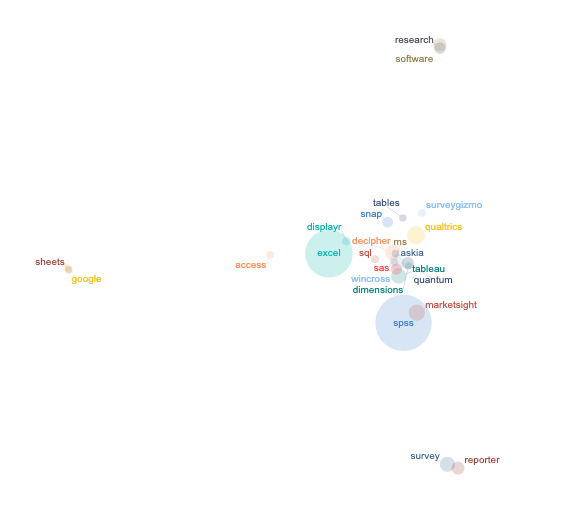 research
software
tables
surveygizmo
snap
displayr
qualtrics
decipher
ms
excel
sql
askia
sheets
access
sas
tableau
google
wincross
quantum
dimensions
marketsight
spss
survey
reporter